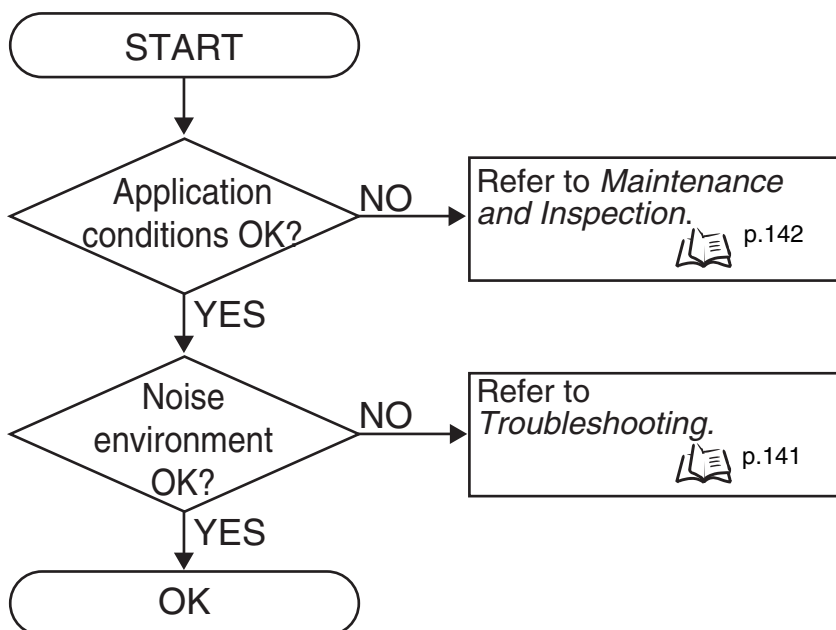 START
Application
conditions OK?
NO
Refer to Maintenance
and Inspection.
p.142
YES
Noise
environment
OK?
NO
Refer to
Troubleshooting.
p.141
YES
OK